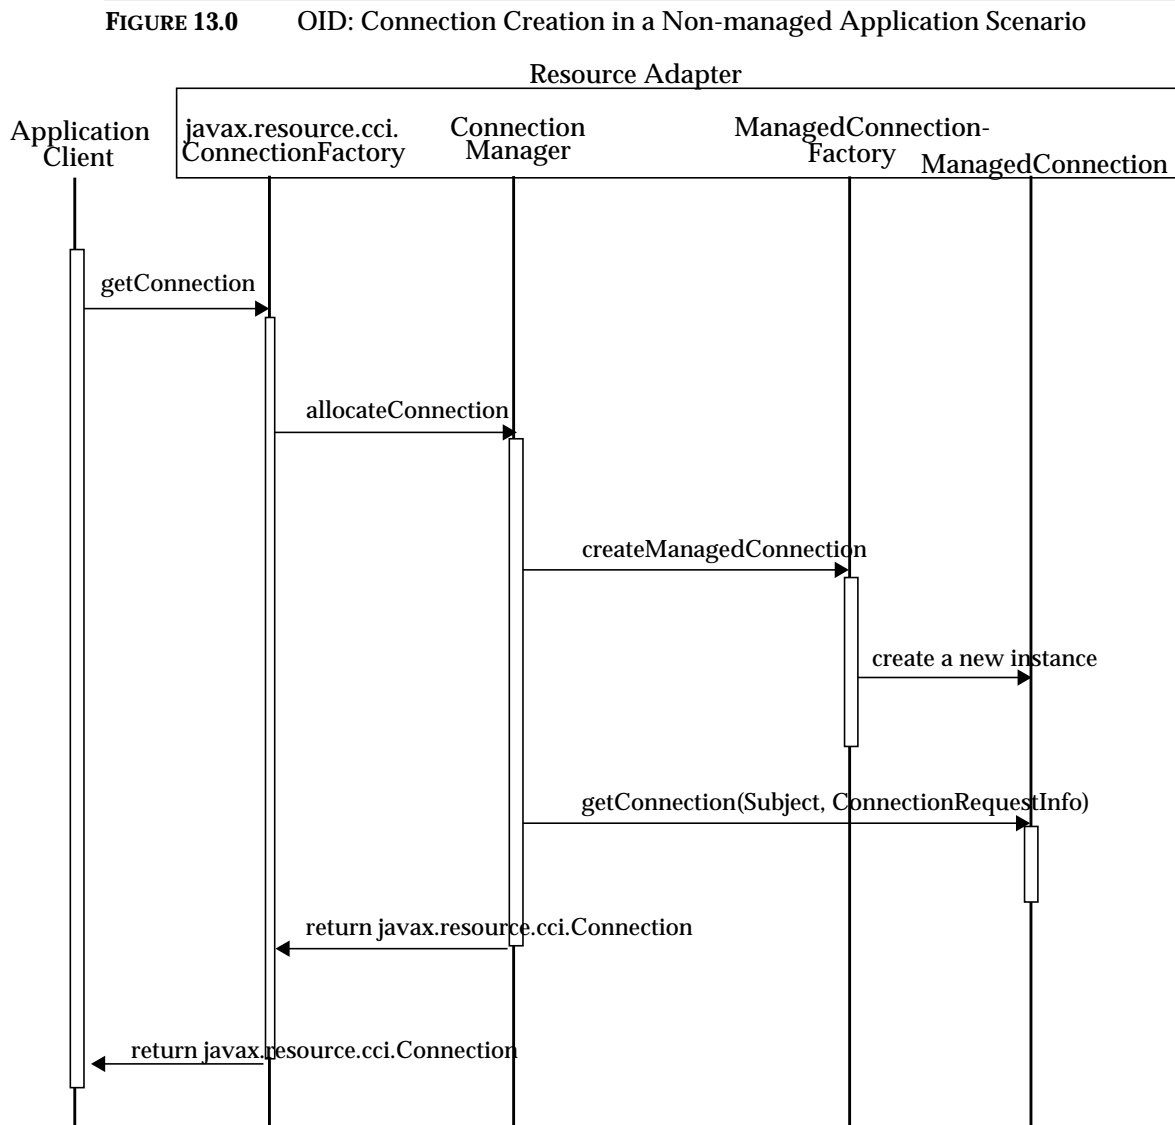 FIGURE 13.0 OID: Connection Creation in a Non-managed Application Scenario
Resource Adapter
Application
Client
javax.resource.cci.
ConnectionFactory
Connection
Manager
ManagedConnection-
Factory
ManagedConnection
getConnection
allocateConnection
createManagedConnection
create a new instance
getConnection(Subject, ConnectionRequestInfo)
return javax.resource.cci.Connection
return javax.resource.cci.Connection